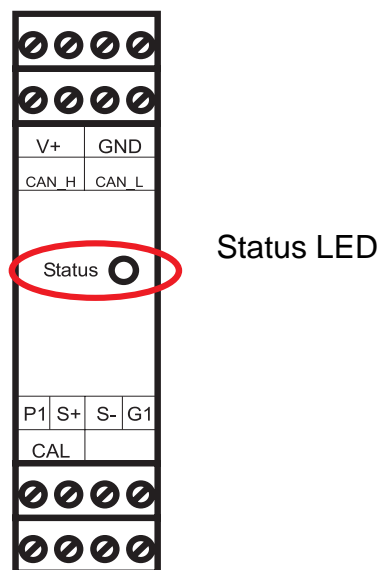 V+ GND
CAN_H CAN_L
Status
Status LED
P1 S+ S- G1
CAL